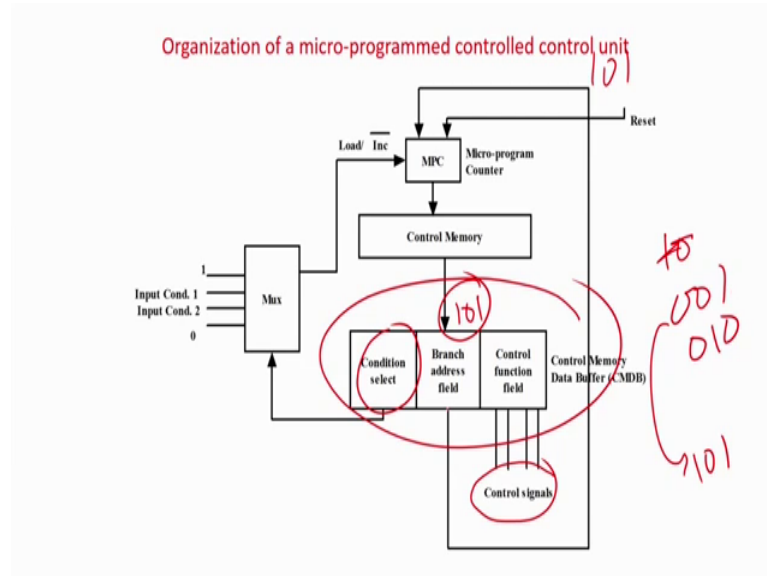 Organization of a micro-programmed controlled control unit
101
Reset
Load/ Inc
MPC
Micro-program
Counter
Control Memory
1
Input Cond. 1
Input Cond. 2
0
Mux
101
Condition
select
Branch
address
field
Control
function
field
Control Memory
Data Buffer (CMDB)
Control signals
001
010
101